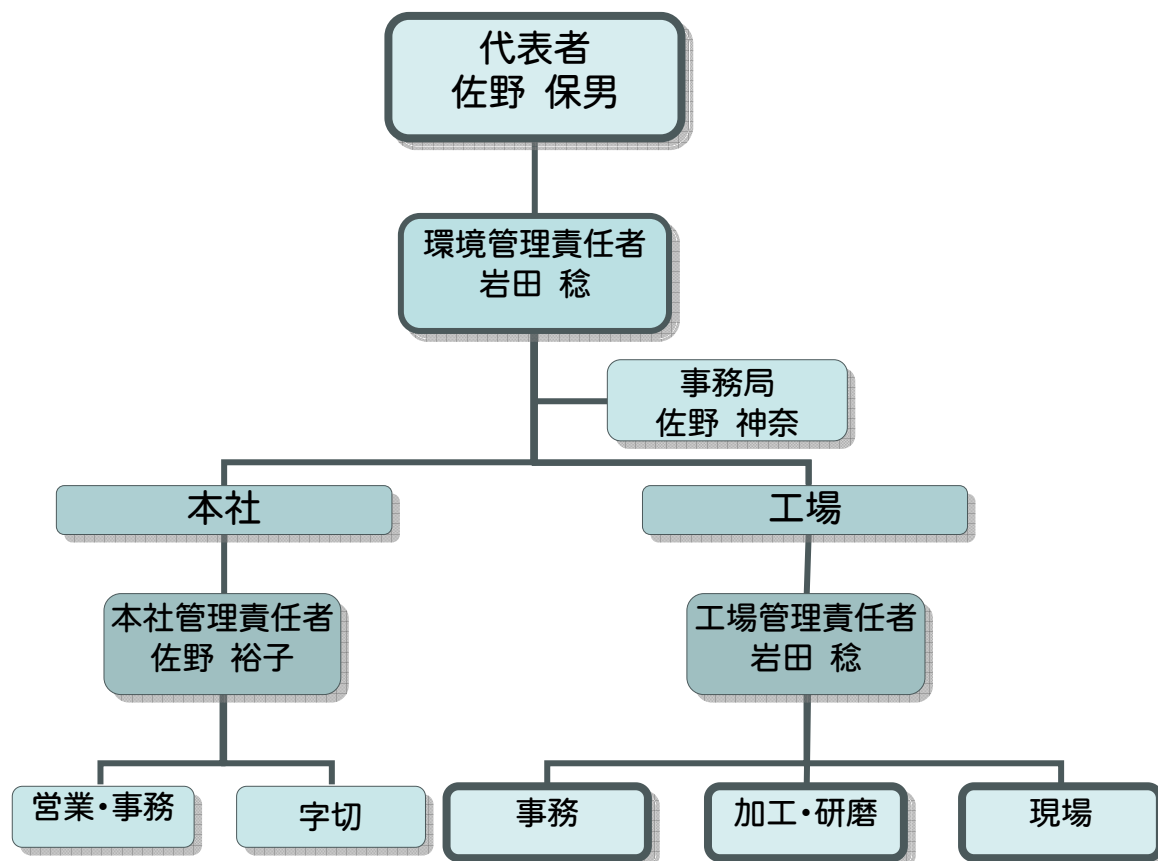 代表者
佐野 保男
環境管理責任者
岩田 稔
事務局
佐野 神奈
本社
工場
本社管理責任者
佐野 裕子
工場管理責任者
岩田 稔
営業・事務
字切
事務
加工・研磨
現場